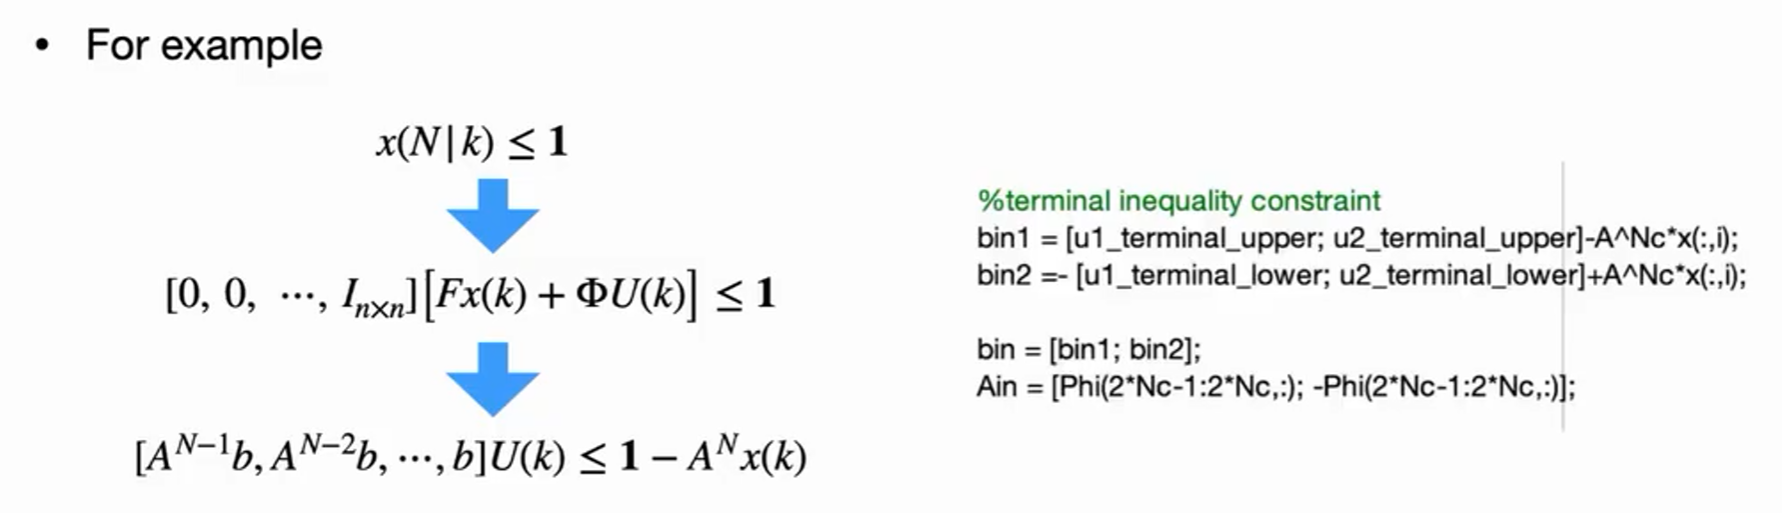 • For example
x(N|k) ≤ 1
[0, 0, ⋯, Iₙₓₙ][Fx(k) + ΦU(k)] ≤ 1
[A^{N−1}b, A^{N−2}b, ⋯, b]U(k) ≤ 1 − A^N x(k)
%terminal inequality constraint
bin1 = [u1_terminal_upper; u2_terminal_upper]-A^Nc*x(:,i);
bin2 =- [u1_terminal_lower; u2_terminal_lower]+A^Nc*x(:,i);
bin = [bin1; bin2];
Ain = [Phi(2*Nc-1:2*Nc,:); -Phi(2*Nc-1:2*Nc,:)];